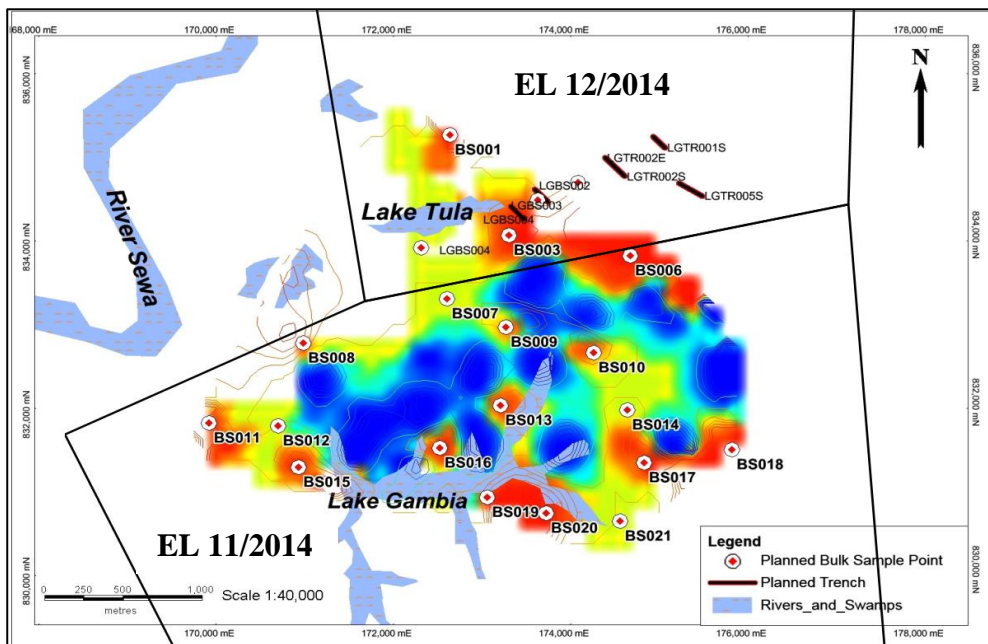 868,000 mE 170,000 mE 172,000 mE 174,000 mE 176,000 mE 178,000 mE
836,000 mN 836,000 mN
N
EL 12/2014
BS001
LGTR001S
LGTR002E
LGTR002S
LGTR005S
LGBS002
LGBS003
LGBS004
Lake Tula
River Sewa
834,000 mN 834,000 mN
LGBS004
BS003
BS006
BS007
BS009
BS008
BS010
832,000 mN 832,000 mN
BS011
BS012
BS013
BS014
BS015
BS016
BS017
BS018
Lake Gambia
BS019
BS020
BS021
EL 11/2014
830,000 mN 830,000 mN
0 250 500 1,000
metres
Scale 1:40,000
Legend
Planned Bulk Sample Point
Planned Trench
Rivers_and_Swamps
170,000 mE 172,000 mE 174,000 mE 176,000 mE 178,000 mE